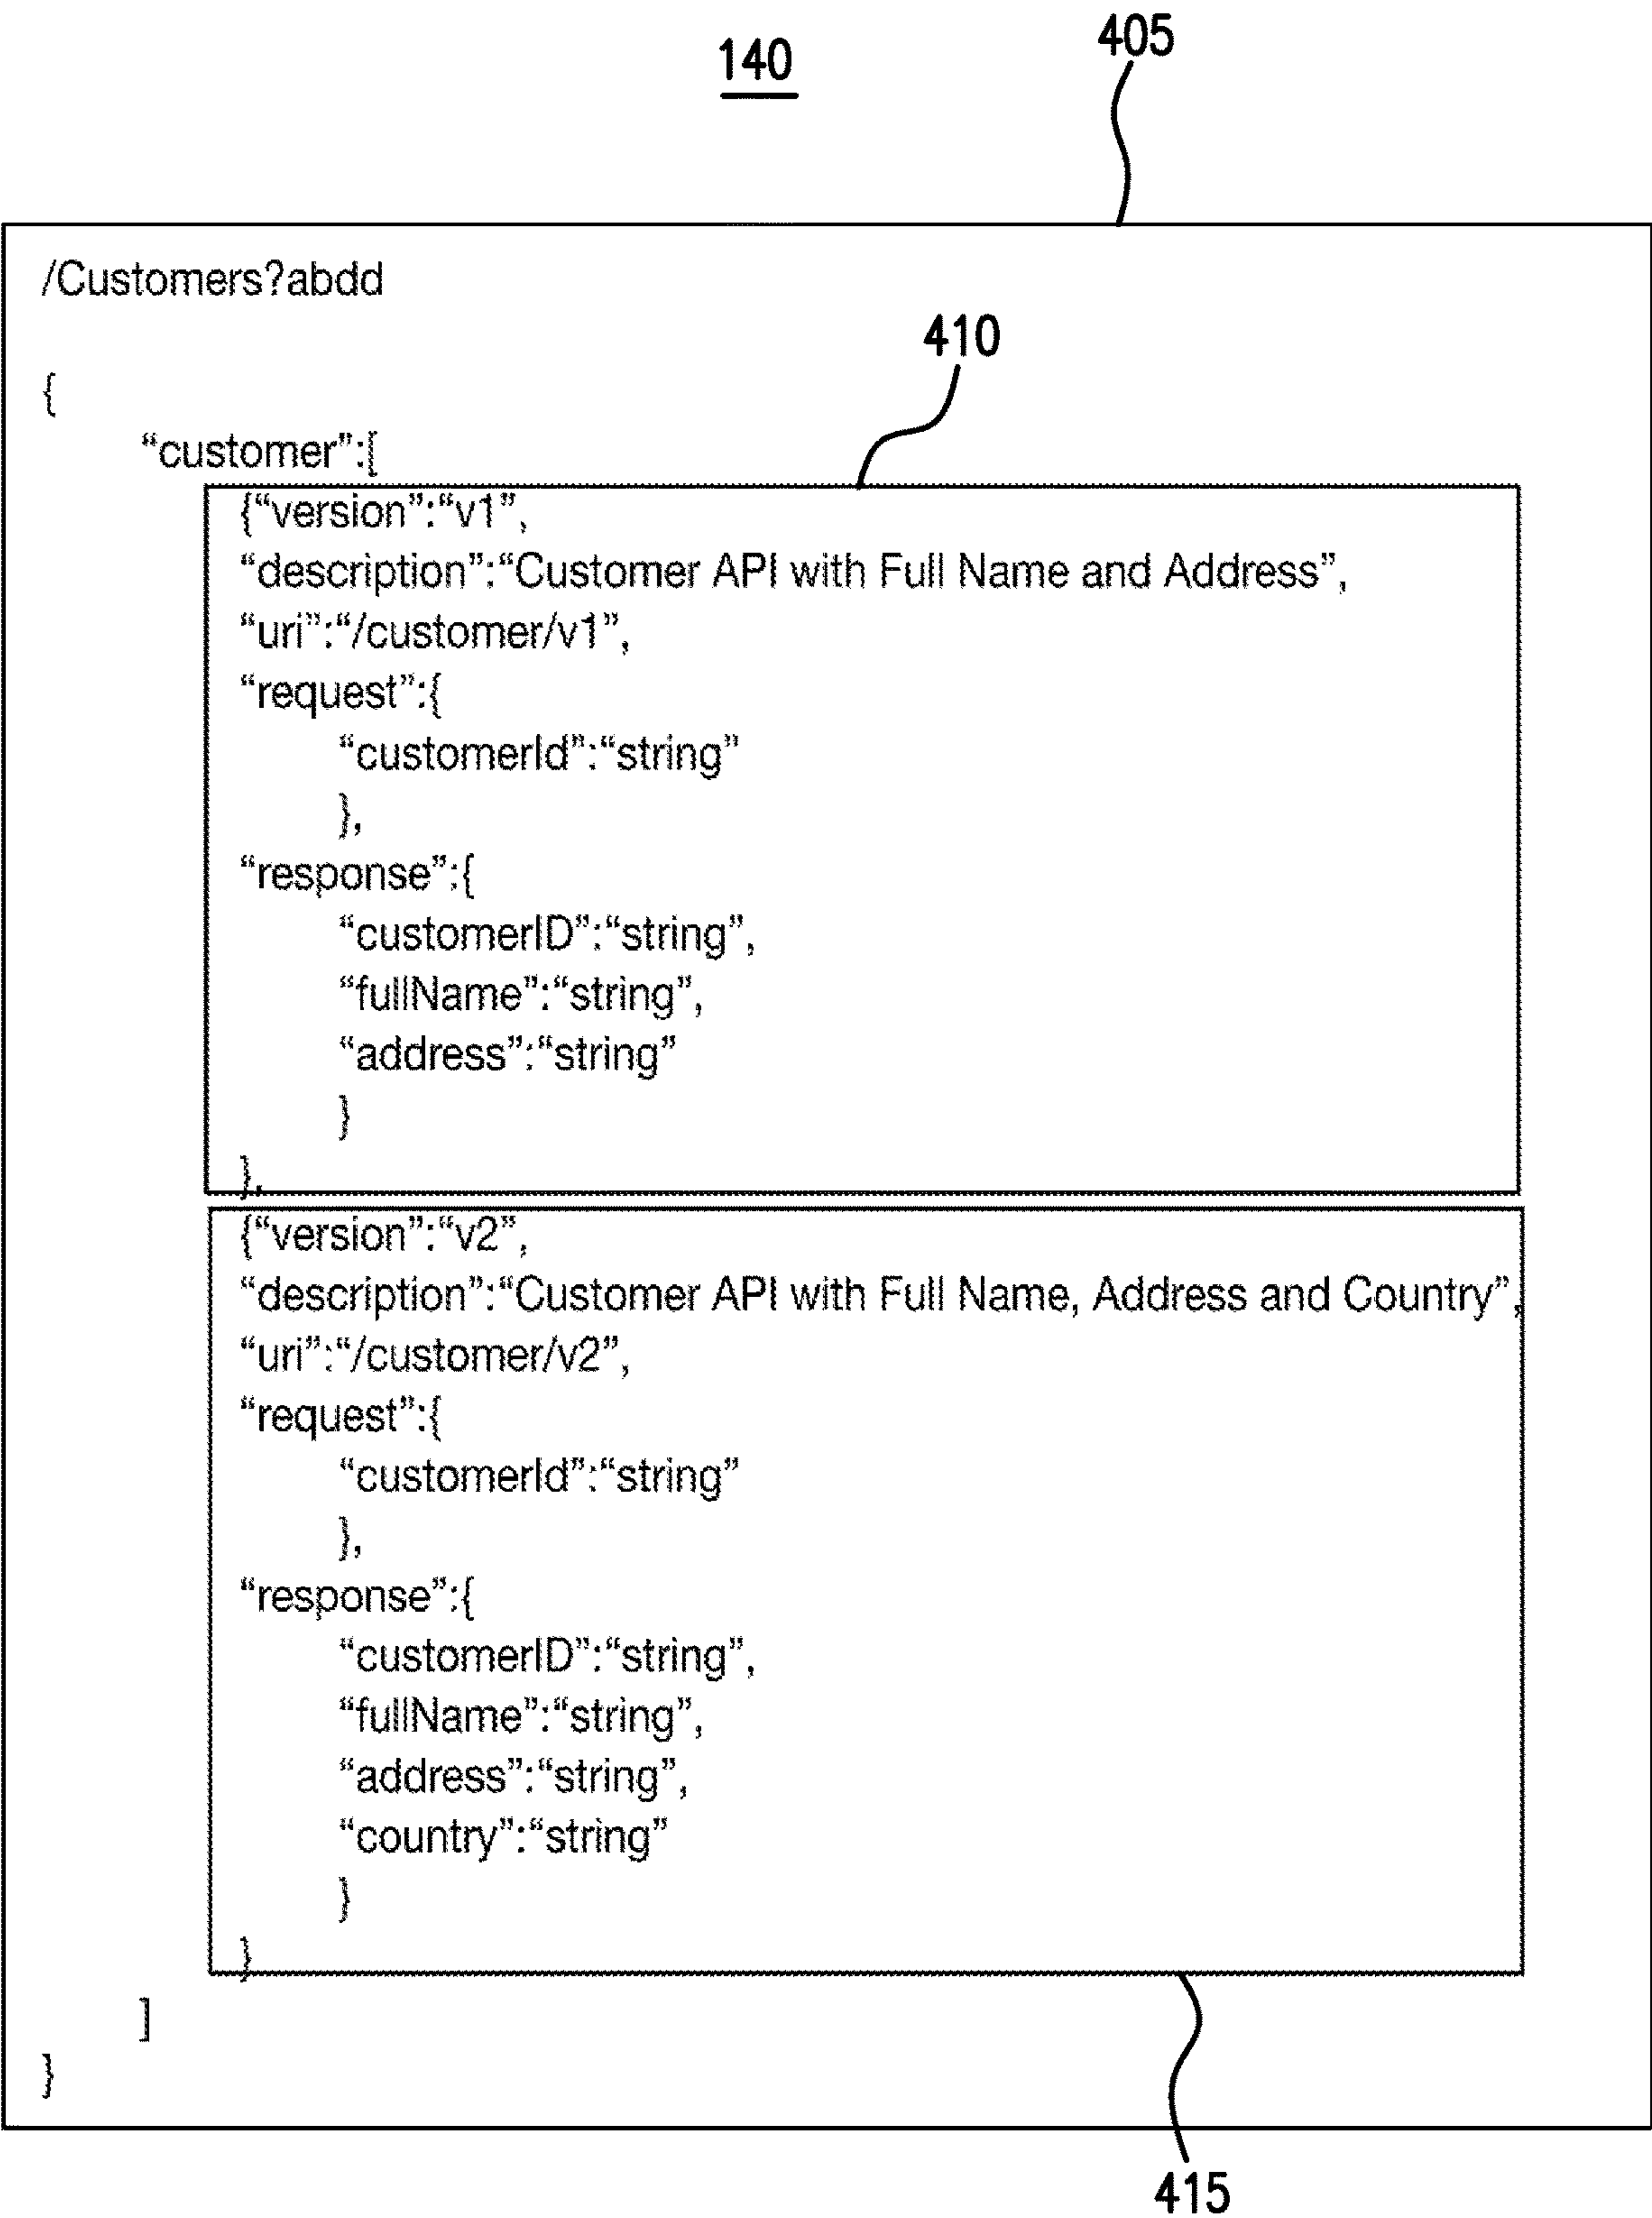 140
405
/Customers?abdd
410
{
“customer”:[
{“version”:“v1”,
“description”:“Customer API with Full Name and Address”,
“uri”:“/customer/v1”,
“request”:{
“customerId”:“string”
},
“response”:{
“customerID”:“string”,
“fullName”:“string”,
“address”:“string”
}
},
{“version”:“v2”,
“description”:“Customer API with Full Name, Address and Country”,
“uri”:“/customer/v2”,
“request”:{
“customerId”:“string”
},
“response”:{
“customerID”:“string”,
“fullName”:“string”,
“address”:“string”,
“country”:“string”
}
}
]
}
415